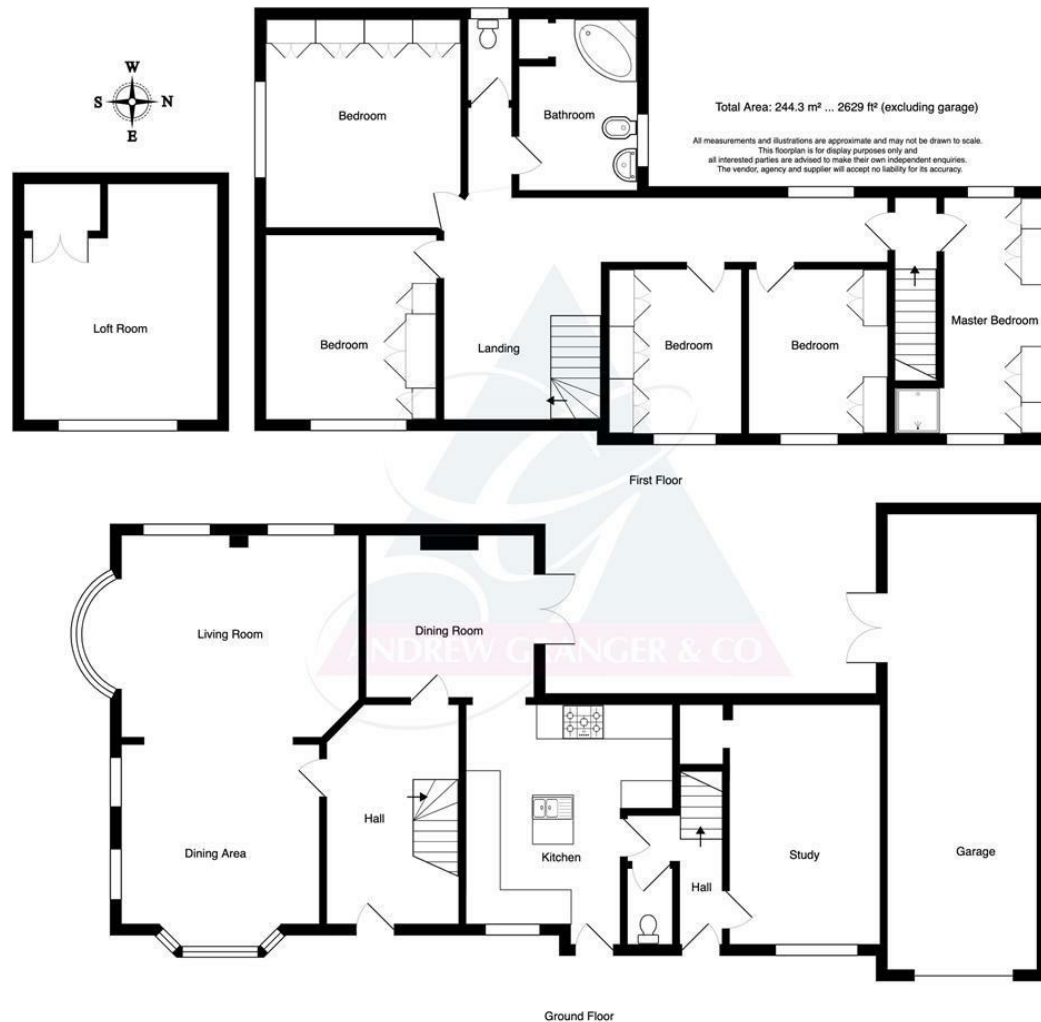 W
S N
E
Total Area: 244.3 m² ... 2629 ft² (excluding garage)
All measurements and illustrations are approximate and may not be drawn to scale.
This floorplan is for display purposes only and
all interested parties are advised to make their own independent enquiries.
The vendor, agency and supplier will accept no liability for its accuracy.
Bedroom
Bathroom
Loft Room
Bedroom
Landing
Bedroom
Bedroom
Master Bedroom
First Floor
Living Room
Dining Room
ANDREW GRANGER & CO
Hall
Dining Area
Kitchen
Hall
Study
Garage
Ground Floor